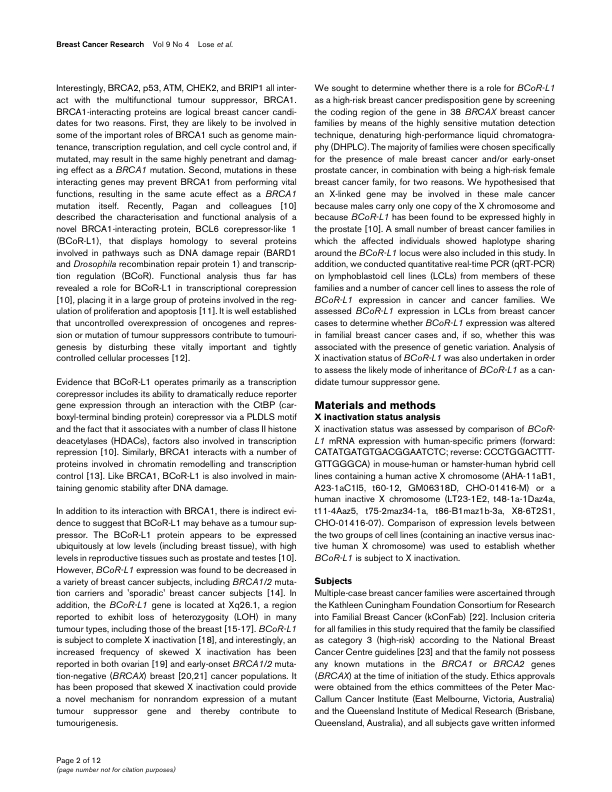 Breast Cancer Research Vol 9 No 4 Lose et al.
Interestingly, BRCA2, p53, ATM, CHEK2, and BRIP1 all inter-
act with the multifunctional tumour suppressor, BRCA1.
BRCA1-interacting proteins are logical breast cancer candi-
dates for two reasons. First, they are likely to be involved in
some of the important roles of BRCA1 such as genome main-
tenance, transcription regulation, and cell cycle control and, if
mutated, may result in the same highly penetrant and damag-
ing effect as a BRCA1 mutation. Second, mutations in these
interacting genes may prevent BRCA1 from performing vital
functions, resulting in the same acute effect as a BRCA1
mutation itself. Recently, Pagan and colleagues [10]
described the characterisation and functional analysis of a
novel BRCA1-interacting protein, BCL6 corepressor-like 1
(BCoR-L1), that displays homology to several proteins
involved in pathways such as DNA damage repair (BARD1
and Drosophila recombination repair protein 1) and transcrip-
tion regulation (BCoR). Functional analysis thus far has
revealed a role for BCoR-L1 in transcriptional corepression
[10], placing it in a large group of proteins involved in the reg-
ulation of proliferation and apoptosis [11]. It is well established
that uncontrolled overexpression of oncogenes and repres-
sion or mutation of tumour suppressors contribute to tumouri-
genesis by disturbing these vitally important and tightly
controlled cellular processes [12].
Evidence that BCoR-L1 operates primarily as a transcription
corepressor includes its ability to dramatically reduce reporter
gene expression through an interaction with the CtBP (car-
boxyl-terminal binding protein) corepressor via a PLDLS motif
and the fact that it associates with a number of class II histone
deacetylases (HDACs), factors also involved in transcription
repression [10]. Similarly, BRCA1 interacts with a number of
proteins involved in chromatin remodelling and transcription
control [13]. Like BRCA1, BCoR-L1 is also involved in main-
taining genomic stability after DNA damage.
In addition to its interaction with BRCA1, there is indirect evi-
dence to suggest that BCoR-L1 may behave as a tumour sup-
pressor. The BCoR-L1 protein appears to be expressed
ubiquitously at low levels (including breast tissue), with high
levels in reproductive tissues such as prostate and testes [10].
However, BCoR-L1 expression was found to be decreased in
a variety of breast cancer subjects, including BRCA1/2 muta-
tion carriers and 'sporadic' breast cancer subjects [14]. In
addition, the BCoR-L1 gene is located at Xq26.1, a region
reported to exhibit loss of heterozygosity (LOH) in many
tumour types, including those of the breast [15-17]. BCoR-L1
is subject to complete X inactivation [18], and interestingly, an
increased frequency of skewed X inactivation has been
reported in both ovarian [19] and early-onset BRCA1/2 muta-
tion-negative (BRCAX) breast [20,21] cancer populations. It
has been proposed that skewed X inactivation could provide
a novel mechanism for nonrandom expression of a mutant
tumour suppressor gene and thereby contribute to
tumourigenesis.
We sought to determine whether there is a role for BCoR-L1
as a high-risk breast cancer predisposition gene by screening
the coding region of the gene in 38 BRCAX breast cancer
families by means of the highly sensitive mutation detection
technique, denaturing high-performance liquid chromatogra-
phy (DHPLC). The majority of families were chosen specifically
for the presence of male breast cancer and/or early-onset
prostate cancer, in combination with being a high-risk female
breast cancer family, for two reasons. We hypothesised that
an X-linked gene may be involved in these male cancer
because males carry only one copy of the X chromosome and
because BCoR-L1 has been found to be expressed highly in
the prostate [10]. A small number of breast cancer families in
which the affected individuals showed haplotype sharing
around the BCoR-L1 locus were also included in this study. In
addition, we conducted quantitative real-time PCR (qRT-PCR)
on lymphoblastoid cell lines (LCLs) from members of these
families and a number of cancer cell lines to assess the role of
BCoR-L1 expression in cancer and cancer families. We
assessed BCoR-L1 expression in LCLs from breast cancer
cases to determine whether BCoR-L1 expression was altered
in familial breast cancer cases and, if so, whether this was
associated with the presence of genetic variation. Analysis of
X inactivation status of BCoR-L1 was also undertaken in order
to assess the likely mode of inheritance of BCoR-L1 as a can-
didate tumour suppressor gene.
Materials and methods
X inactivation status analysis
X inactivation status was assessed by comparison of BCoR-
L1 mRNA expression with human-specific primers (forward:
CATATGATGTGACGGAATCTC; reverse: CCCTGGACTTT-
GTTGGGCA) in mouse-human or hamster-human hybrid cell
lines containing a human active X chromosome (AHA-11aB1,
A23-1aC1I5, t60-12, GM06318D, CHO-01416-M) or a
human inactive X chromosome (LT23-1E2, t48-1a-1Daz4a,
t11-4Aaz5, t75-2maz34-1a, t86-B1maz1b-3a, X8-6T2S1,
CHO-01416-07). Comparison of expression levels between
the two groups of cell lines (containing an inactive versus inac-
tive human X chromosome) was used to establish whether
BCoR-L1 is subject to X inactivation.
Subjects
Multiple-case breast cancer families were ascertained through
the Kathleen Cuningham Foundation Consortium for Research
into Familial Breast Cancer (kConFab) [22]. Inclusion criteria
for all families in this study required that the family be classified
as category 3 (high-risk) according to the National Breast
Cancer Centre guidelines [23] and that the family not possess
any known mutations in the BRCA1 or BRCA2 genes
(BRCAX) at the time of initiation of the study. Ethics approvals
were obtained from the ethics committees of the Peter Mac-
Callum Cancer Institute (East Melbourne, Victoria, Australia)
and the Queensland Institute of Medical Research (Brisbane,
Queensland, Australia), and all subjects gave written informed
Page 2 of 12
(page number not for citation purposes)